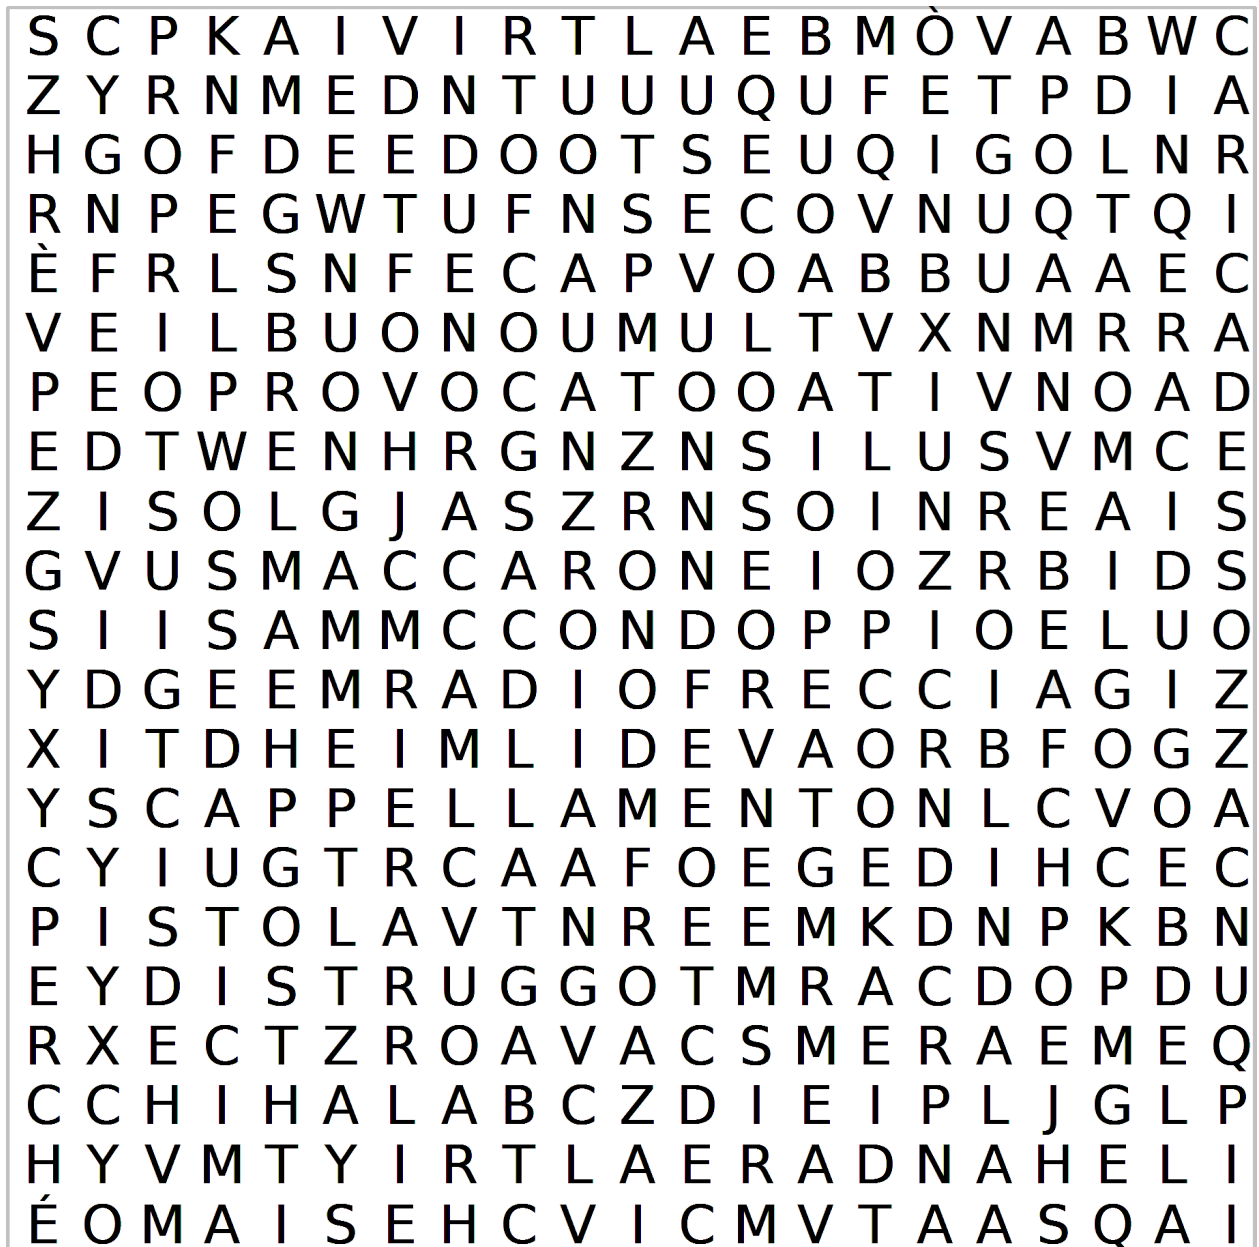 S C P K A I V I R T L A E B M Ò V A B W C
Z Y R N M E D N T U U U Q U F E T P D I A
H G O F D E E D O O T S E U Q I G O L N R
R N P E G W T U F N S E C O V N U Q T Q I
È F R L S N F E C A P V O A B B U A A E C
V E I L B U O N O U M U L T V X N M R R A
P E O P R O V O C A T O O A T I V N O A D
E D T W E N H R G N Z N S I L U S V M C E
Z I S O L G J A S Z R N S O I N R E A I S
G V U S M A C C A R O N E I O Z R B I D S
S I I S A M M C C O N D O P P I O E L U O
Y D G E E M R A D I O F R E C C I A G I Z
X I T D H E I M L I D E V A O R B F O G Z
Y S C A P P E L L A M E N T O N L C V O A
C Y I U G T R C A A F O E G E D I H C E C
P I S T O L A V T N R E E M K D N P K B N
E Y D I S T R U G G O T M R A C D O P D U
R X E C T Z R O A V A C S M E R A E M E Q
C C H I H A L A B C Z D I E I P L J G L P
H Y V M T Y I R T L A E R A D N A H E L I
É O M A I S E H C V I C M V T A A S Q A I